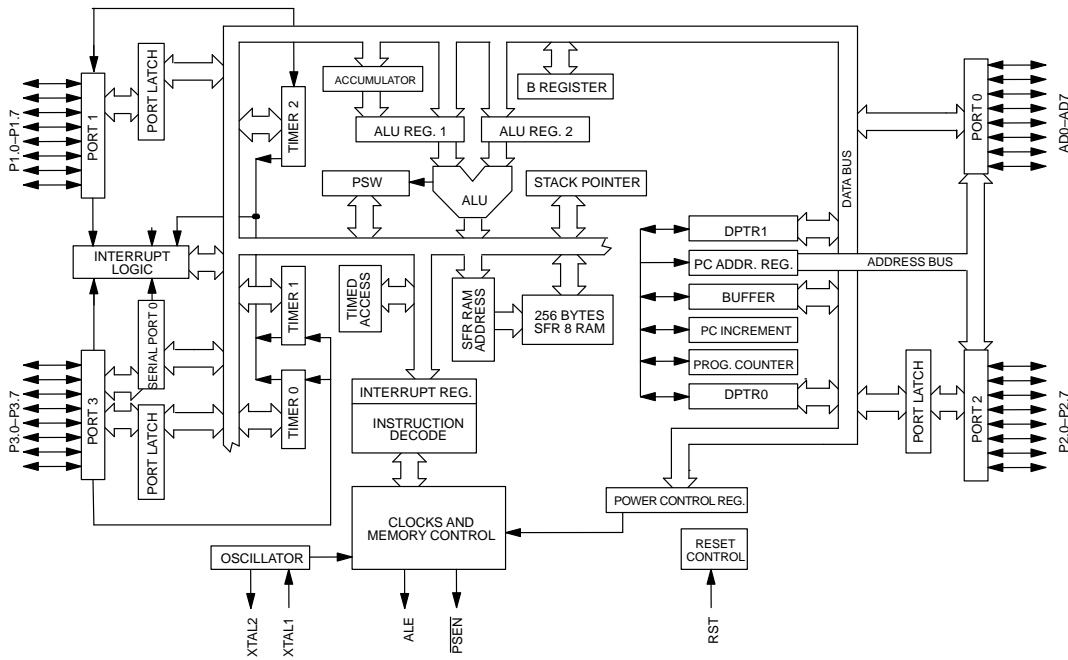 P1.0–P1.7
PORT 1
PORT LATCH
TIMER 2
ACCUMULATOR
ALU REG. 1
ALU REG. 2
B REGISTER
PSW
ALU
STACK POINTER
DATA BUS
PORT 0
AD0–AD7
INTERRUPT
LOGIC
DPTR1
PC ADDR. REG.
ADDRESS BUS
BUFFER
PC INCREMENT
PROG. COUNTER
DPTR0
TIMER 1
TIMED
ACCESS
SFR RAM
ADDRESS
256 BYTES
SFR 8 RAM
SERIAL PORT 0
P3.0–P3.7
PORT 3
PORT LATCH
TIMER 0
INTERRUPT REG.
INSTRUCTION
DECODE
PORT LATCH
PORT 2
P2.0–P2.7
CLOCKS AND
MEMORY CONTROL
POWER CONTROL REG.
OSCILLATOR
RESET
CONTROL
XTAL2
XTAL1
ALE
PSEN
RST